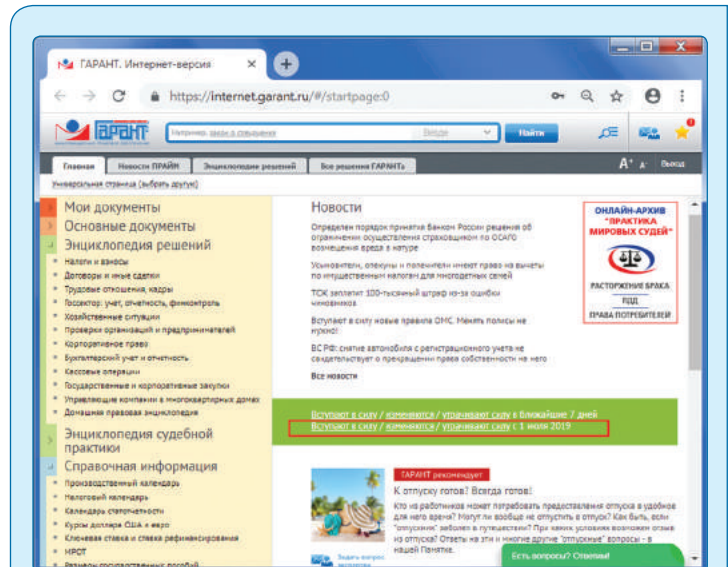 ГАРАНТ. Интернет-версия
https://internet.garant.ru/#/startpage:0
ГАРАНТ
Например, закон о страховании
Везде
Найти
Главная
Новости ПРАЙМ
Энциклопедия решений
Все решения ГАРАНТа
А+ А- Выход
Универсальная страница (выбрать другую)
Мои документы
Основные документы
Энциклопедия решений
Налоги и взносы
Договоры и иные сделки
Трудовые отношения, кадры
Госсектор: учет, отчетность, финконтроль
Хозяйственные ситуации
Проверки организаций и предпринимателей
Корпоративное право
Бухгалтерский учет и отчетность
Кассовые операции
Государственные и корпоративные закупки
Управляющие компании в многоквартирных домах
Домашняя правовая энциклопедия
Энциклопедия судебной
практики
Справочная информация
Производственный календарь
Налоговый календарь
Календарь статотчетности
Курсы доллара США и евро
Ключевая ставка и ставка рефинансирования
МРОТ
Размеры государственных пособий
Новости
Определен порядок принятия Банком России решения об
ограничении осуществления страховщиком по ОСАГО
возмещения вреда в натуре
Усыновители, опекуны и попечители имеют право на вычеты
по имущественным налогам для многодетных семей
ТСЖ заплатит 100-тысячный штраф из-за ошибки
чиновников
Вступают в силу новые правила ОМС. Менять полисы не
нужно!
ВС РФ: снятие автомобиля с регистрационного учета не
свидетельствует о прекращении права собственности на него
Все новости
ОНЛАЙН-АРХИВ
"ПРАКТИКА
МИРОВЫХ СУДЕЙ"
РАСТОРЖЕНИЕ БРАКА
ПДД
ПРАВА ПОТРЕБИТЕЛЕЙ
Вступают в силу / изменяются / утрачивают силу в ближайшие 7 дней
Вступают в силу / изменяются / утрачивают силу с 1 июля 2019
ГАРАНТ рекомендует
К отпуску готов? Всегда готов!
Кто из работников может потребовать предоставления отпуска в удобное
для него время? Могут ли вообще не отпустить в отпуск? Как быть, если
"отпускник" заболел в путешествии? При каких условиях возможен отзыв
из отпуска? Ответы на эти и многие другие "отпускные" вопросы - в
нашей Памятке.
Задать вопрос
Есть вопросы? Ответим!